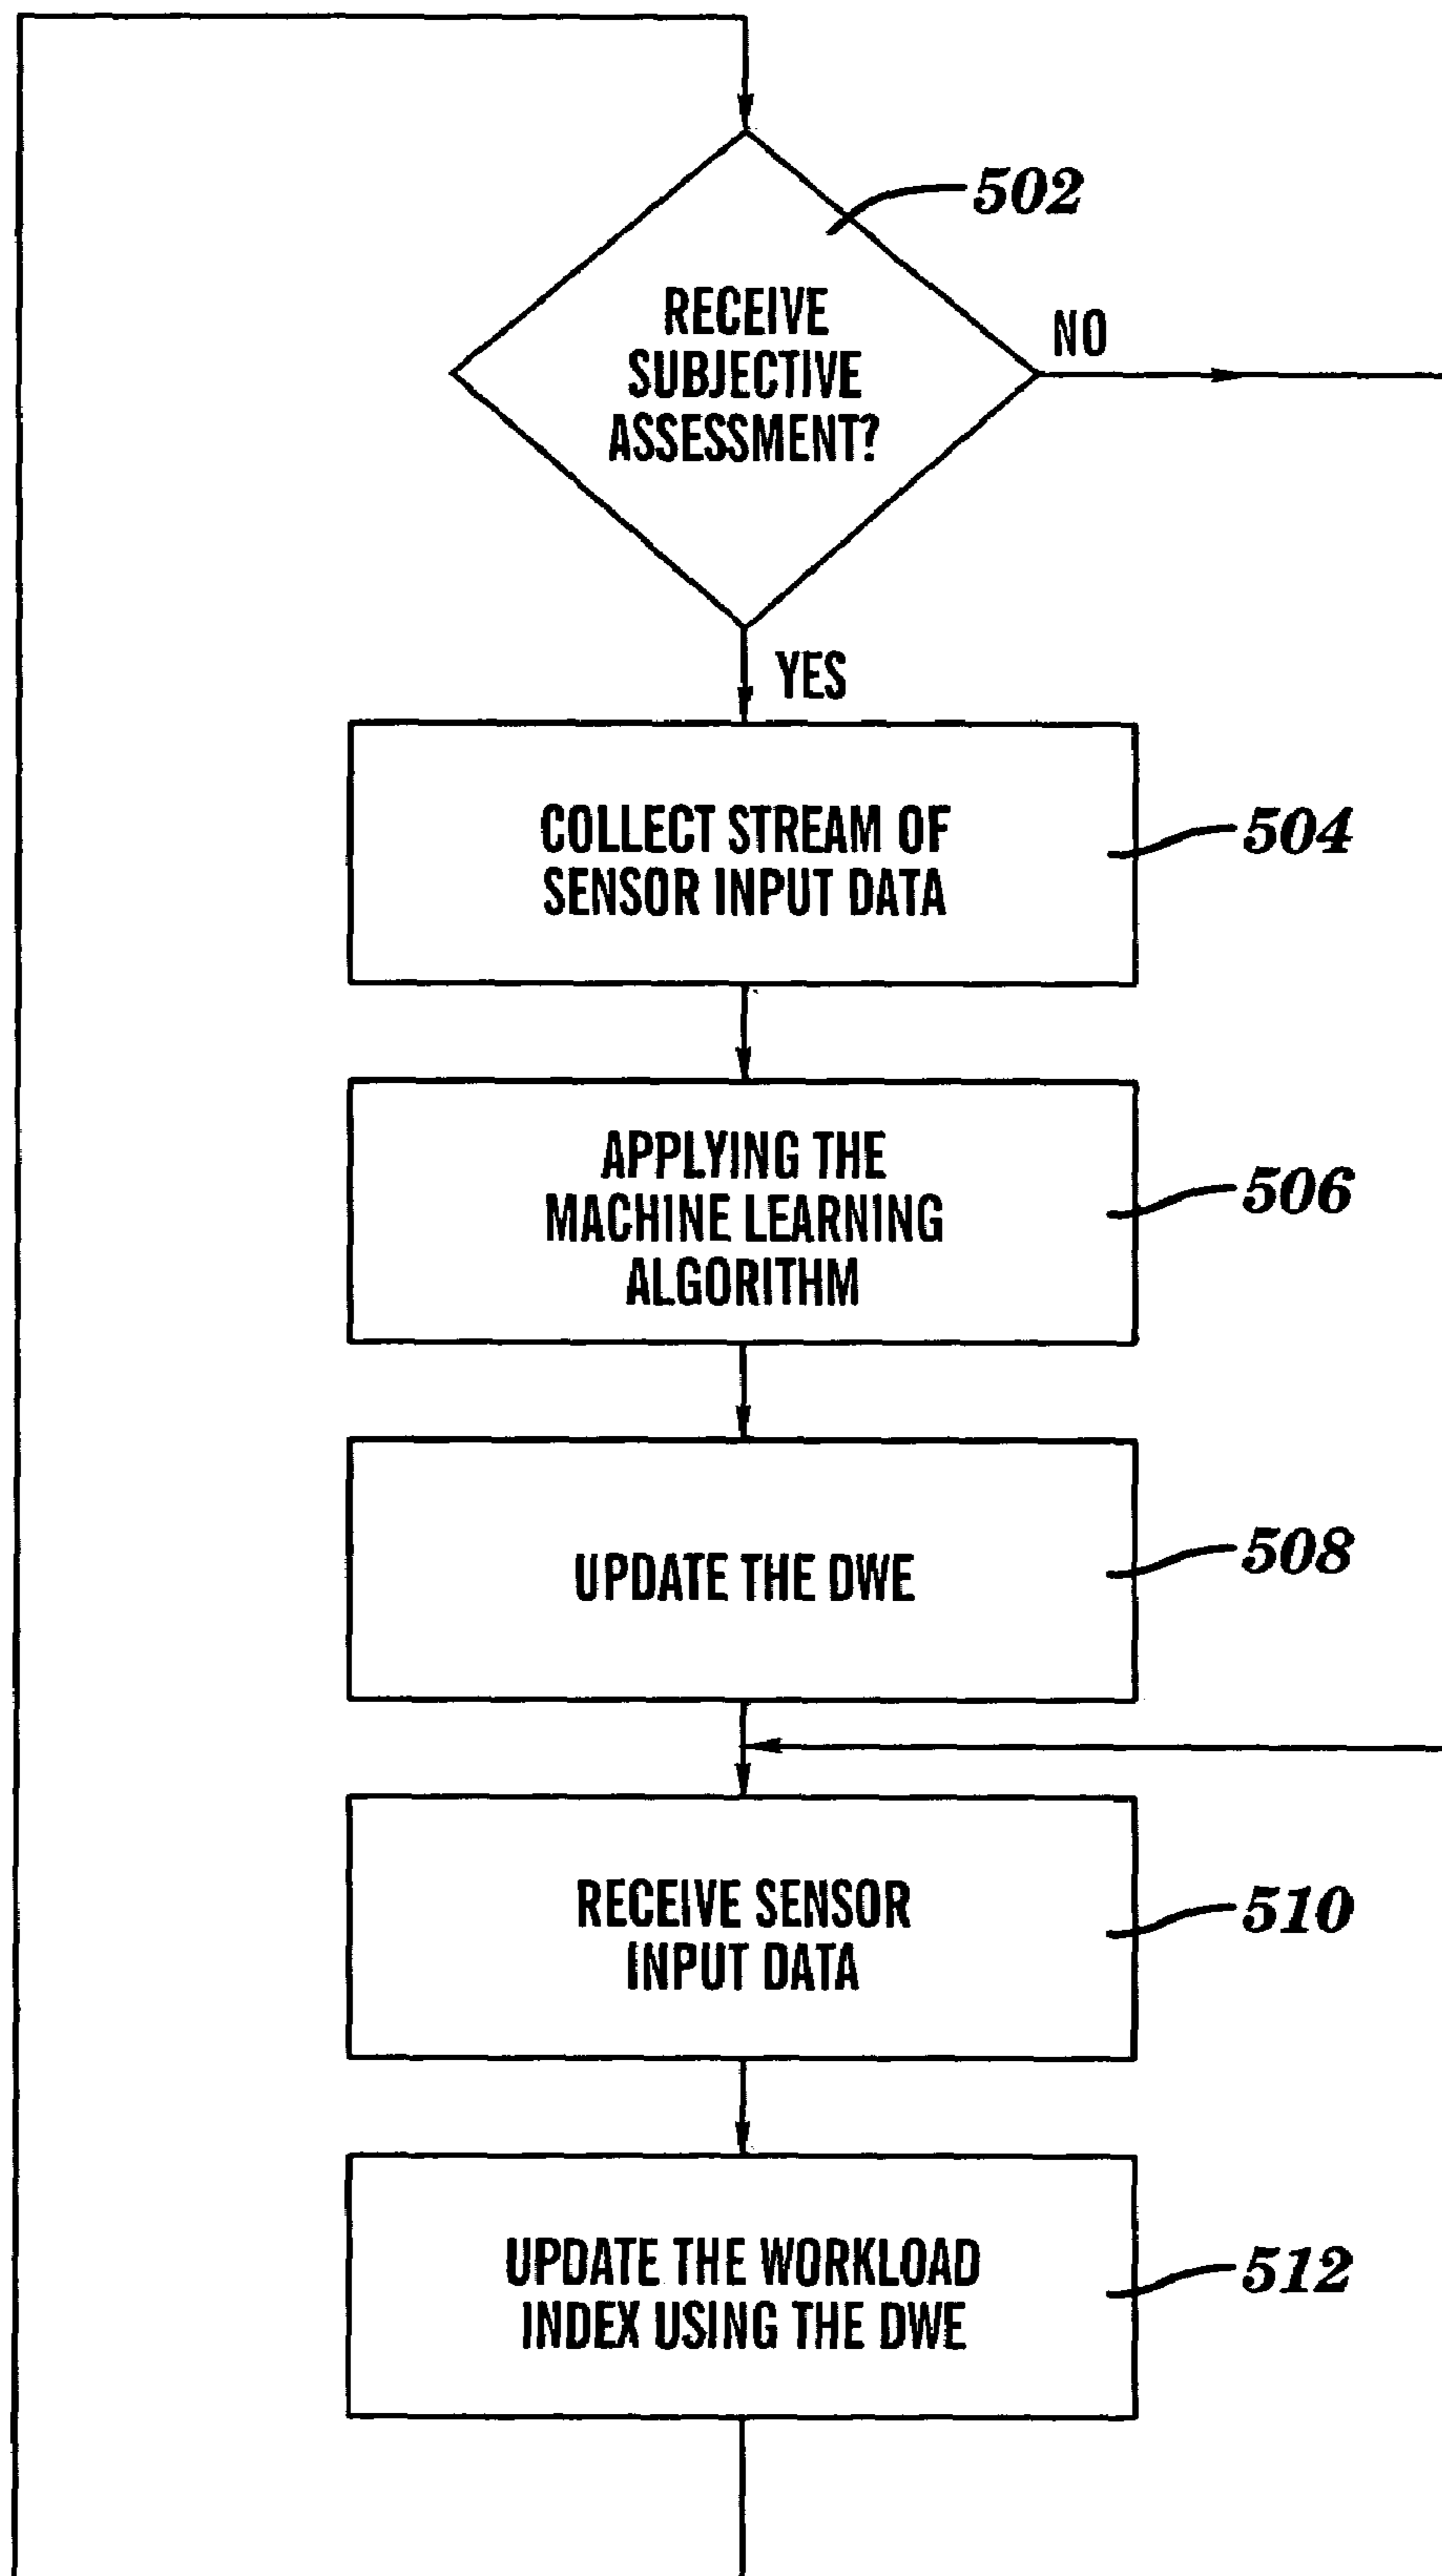 502
RECEIVE
SUBJECTIVE
ASSESSMENT?
NO
YES
COLLECT STREAM OF
SENSOR INPUT DATA
504
APPLYING THE
MACHINE LEARNING
ALGORITHM
506
UPDATE THE DWE
508
RECEIVE SENSOR
INPUT DATA
510
UPDATE THE WORKLOAD
INDEX USING THE DWE
512